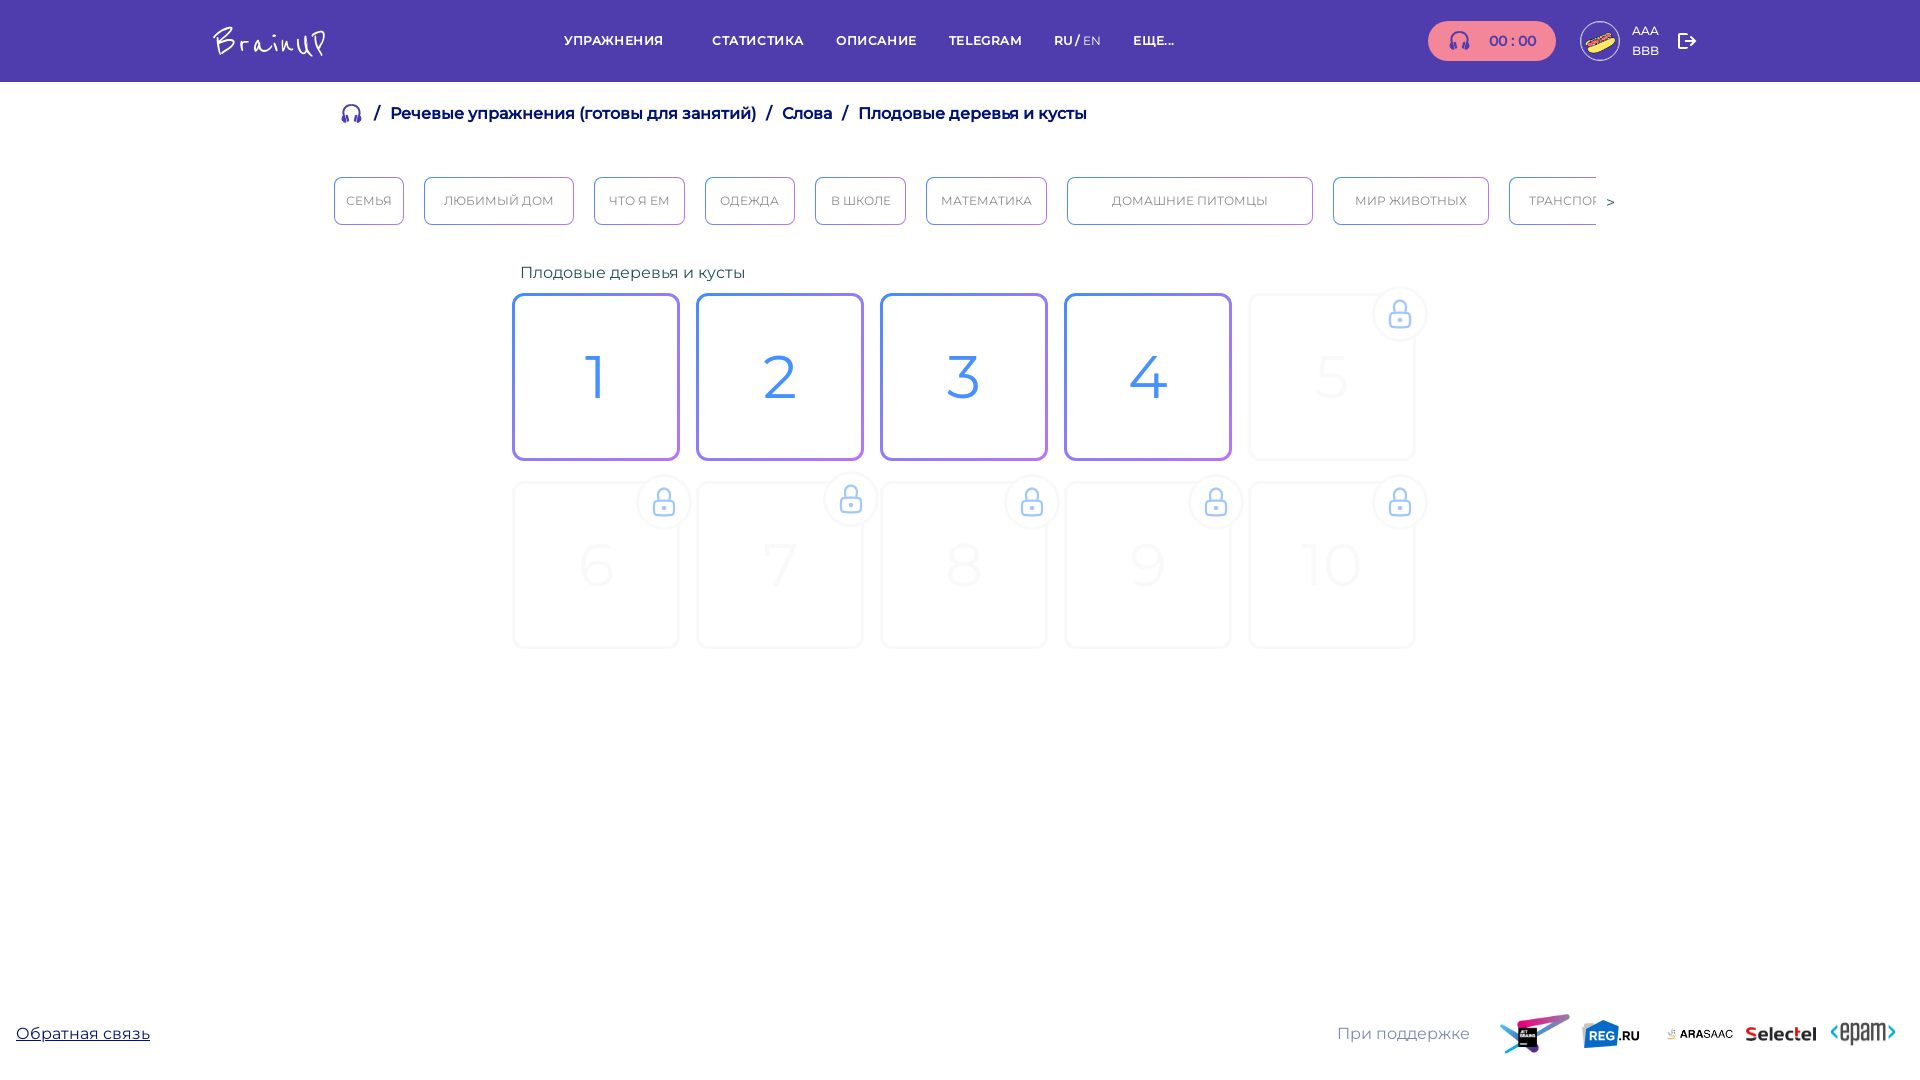 BrainUP
УПРАЖНЕНИЯ
СТАТИСТИКА
ОПИСАНИЕ
TELEGRAM
RU / EN
ЕЩЕ...
00 : 00
AAA
BBB
/ Речевые упражнения (готовы для занятий) / Слова / Плодовые деревья и кусты
СЕМЬЯ
ЛЮБИМЫЙ ДОМ
ЧТО Я ЕМ
ОДЕЖДА
В ШКОЛЕ
МАТЕМАТИКА
ДОМАШНИЕ ПИТОМЦЫ
МИР ЖИВОТНЫХ
ТРАНСПОР
>
Плодовые деревья и кусты
1
2
3
4
5
6
7
8
9
10
Обратная связь
При поддержке
JET BRAINS
REG.RU
ARASAAC
Selectel
<epam>